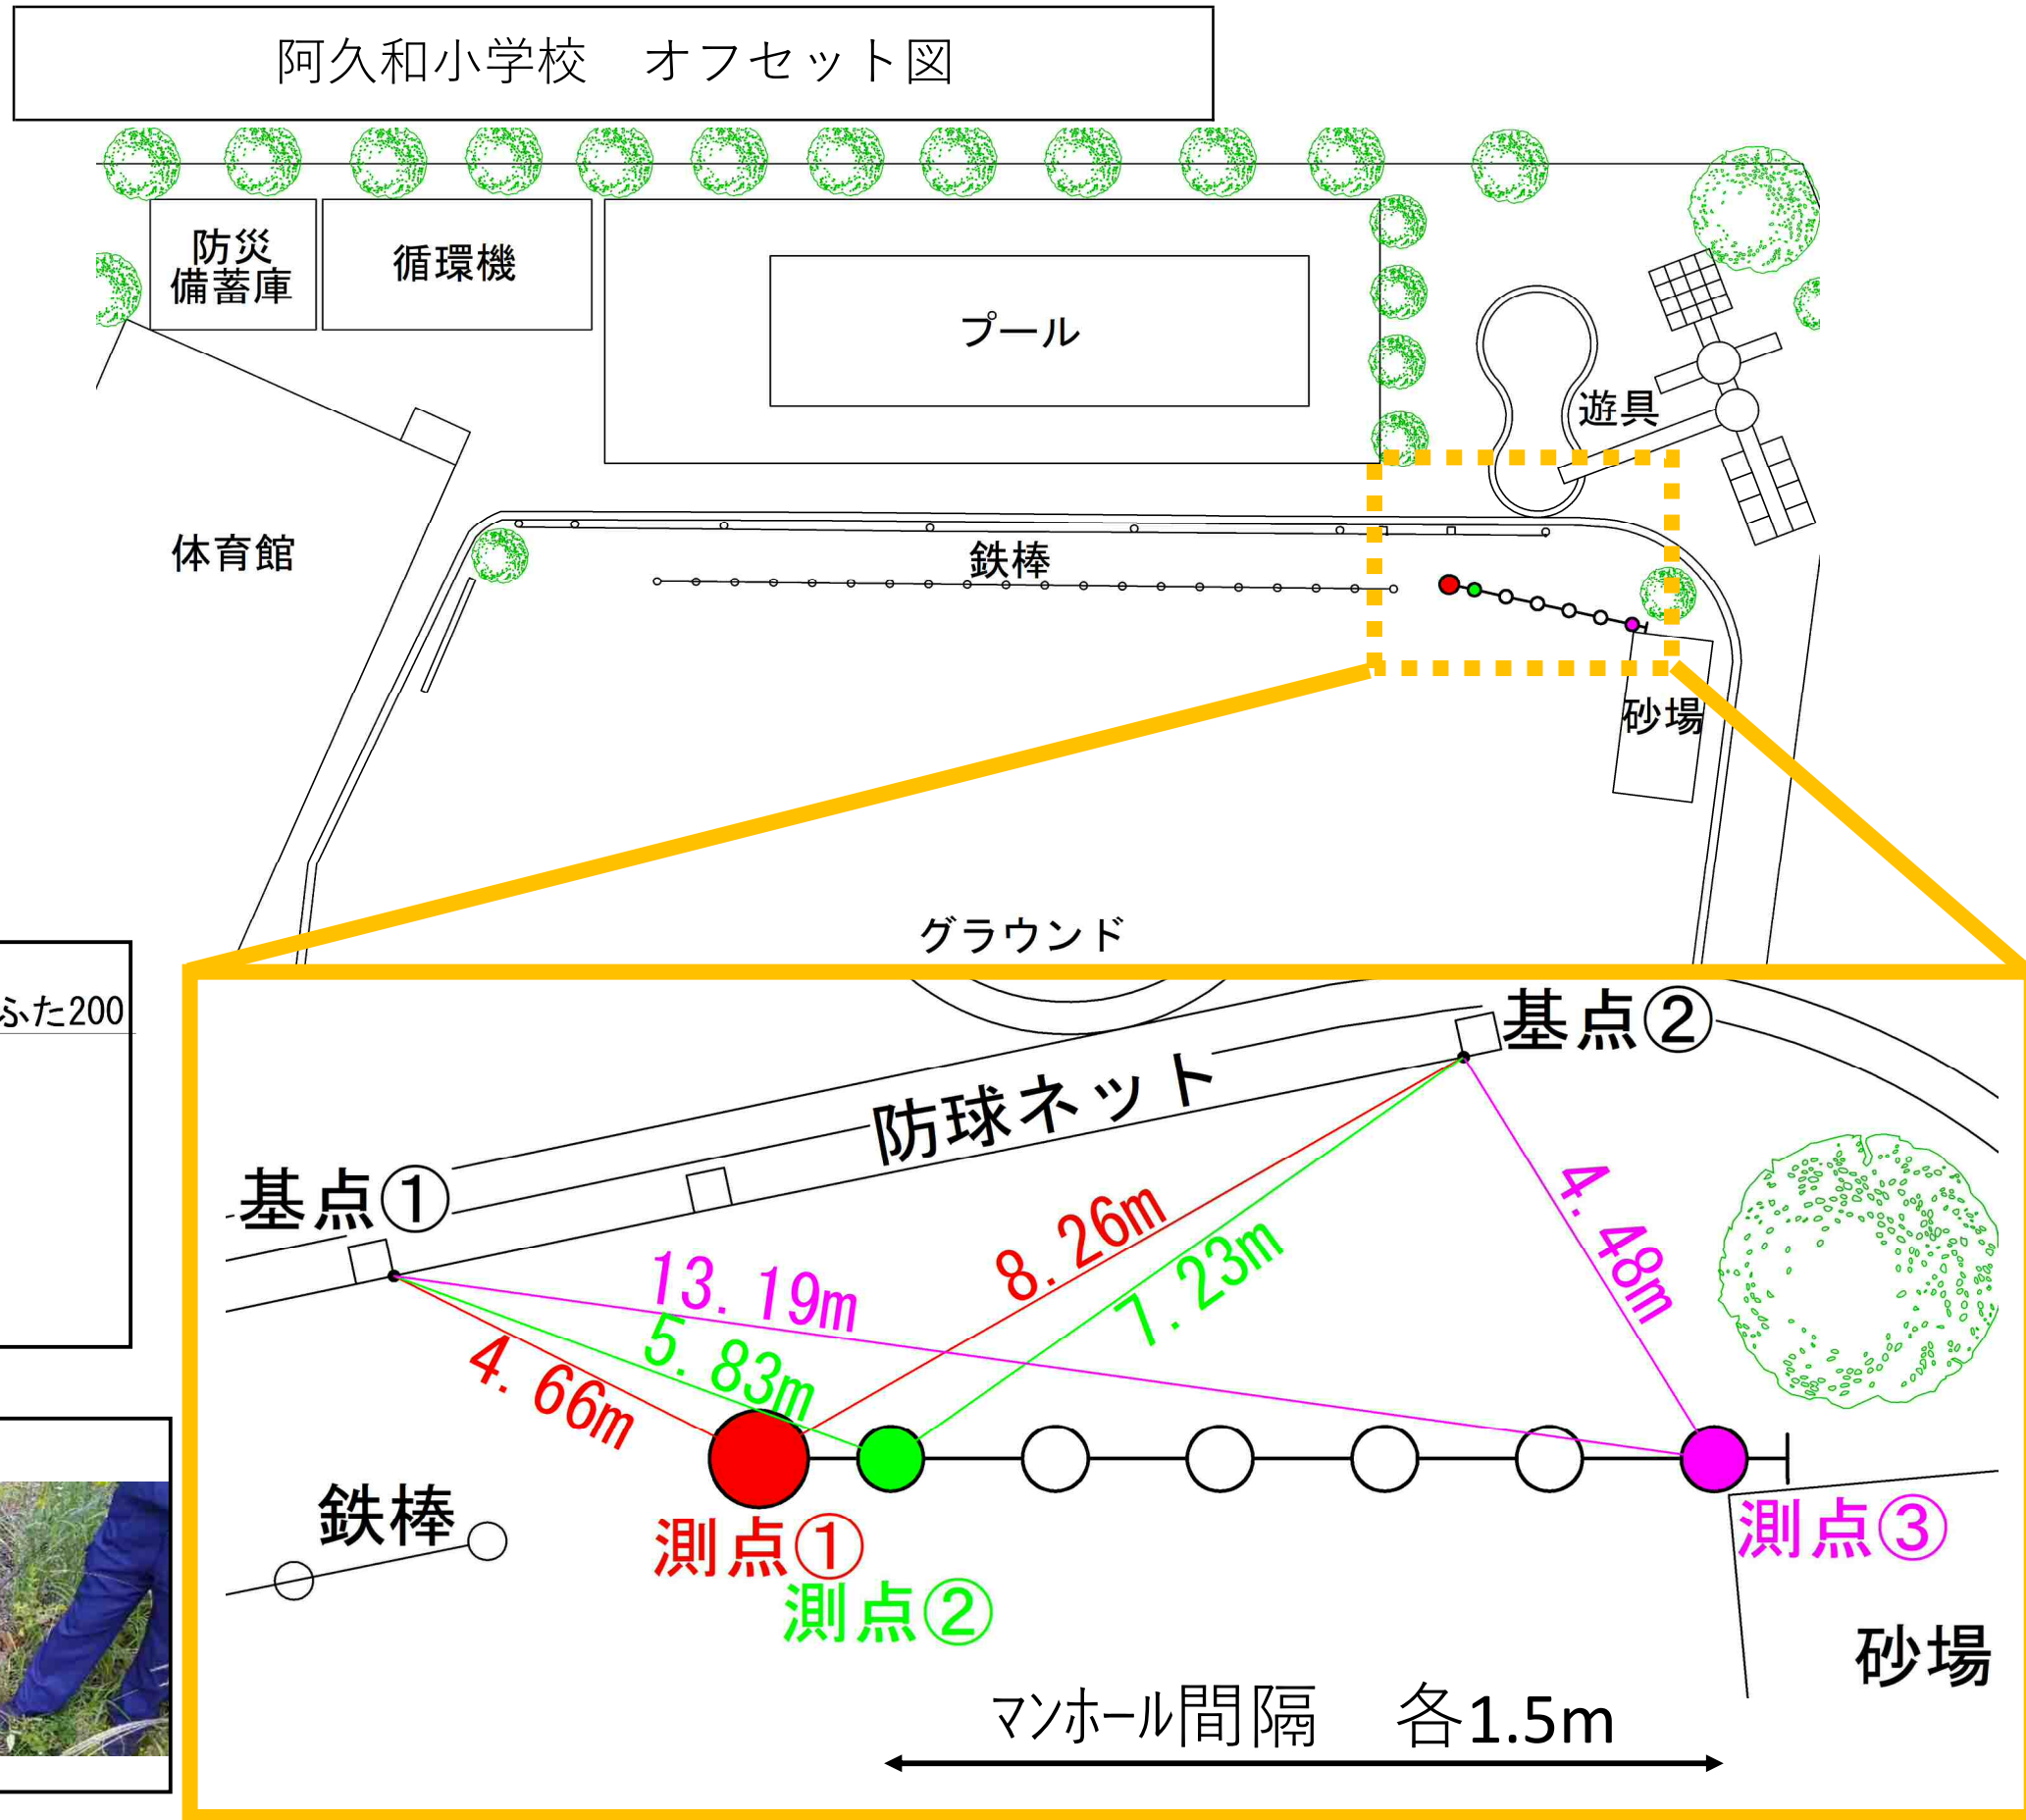 阿久和小学校　オフセット図
防災
備蓄庫
循環機
プール
遊具
体育館
鉄棒
砂場
グラウンド
ふた200
基点②
防球ネット
基点①
13.19m
8.26m
7.23m
4.48m
5.83m
4.66m
鉄棒
測点①
測点②
測点③
砂場
マンホール間隔　各1.5m